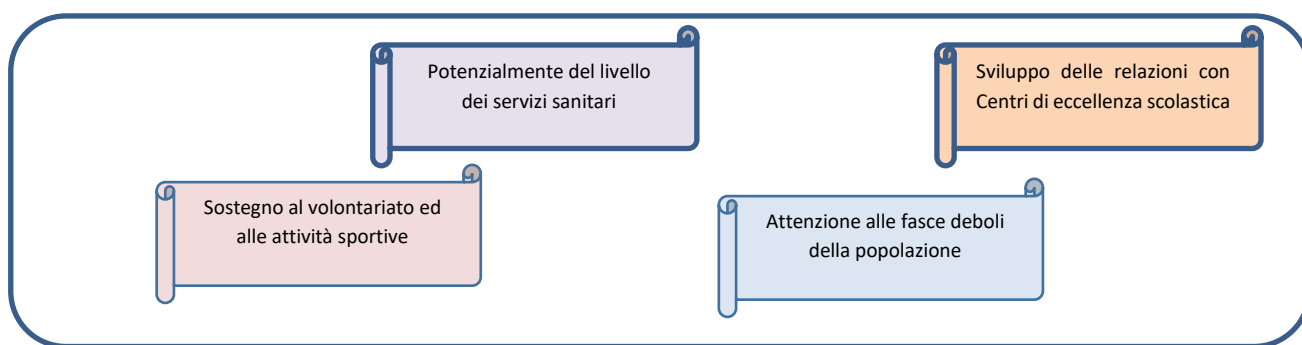 Potenzialmente del livello
dei servizi sanitari
Sviluppo delle relazioni con
Centri di eccellenza scolastica
Sostegno al volontariato ed
alle attività sportive
Attenzione alle fasce deboli
della popolazione